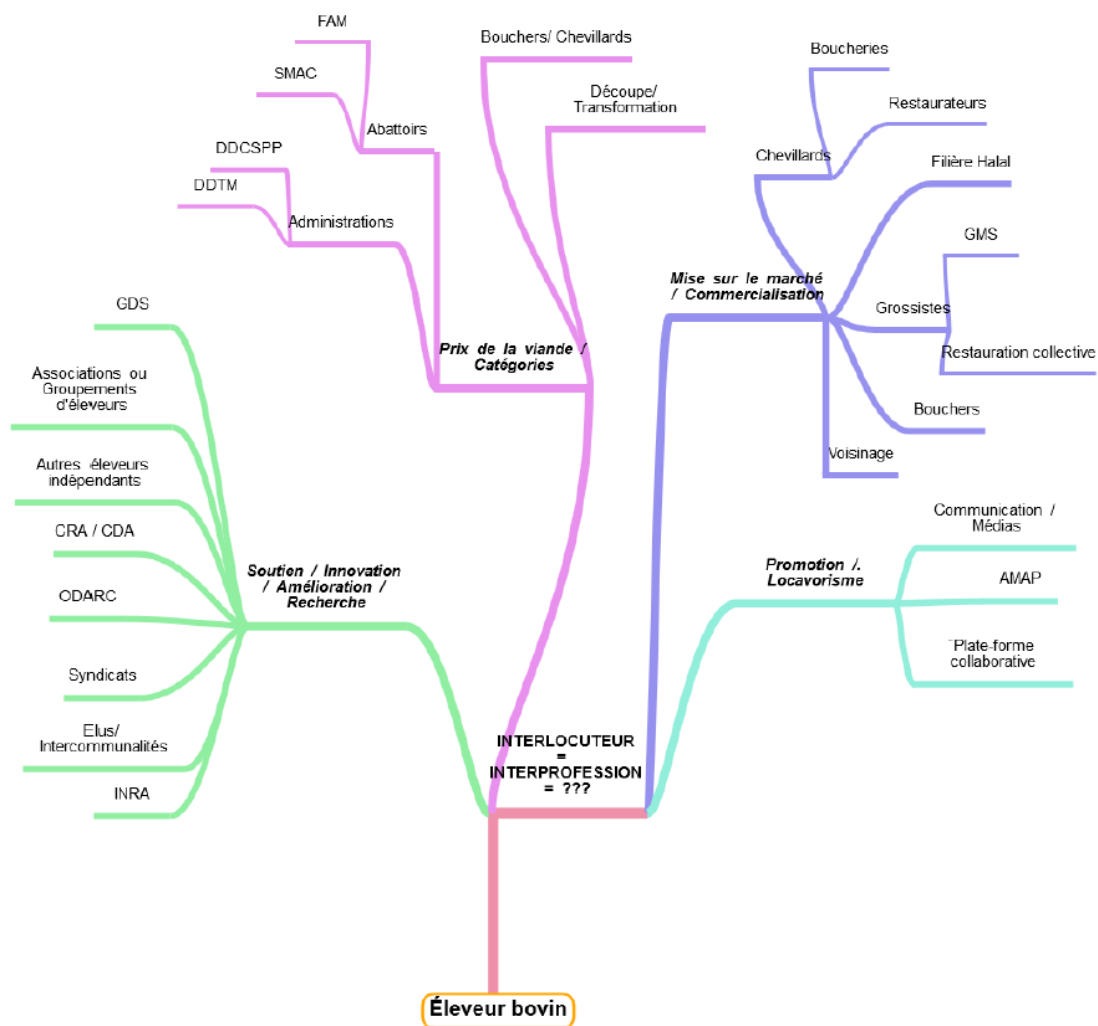 FAM
SMAC
Abattoirs
DDCSPP
DDTM
Administrations
Bouchers/ Chevillards
Découpe/
Transformation
Prix de la viande /
Catégories
Boucheries
Restaurateurs
Chevillards
Filière Halal
GMS
Mise sur le marché
/ Commercialisation
Grossistes
Restauration collective
Bouchers
Voisinage
GDS
Associations ou
Groupements
d'éleveurs
Autres éleveurs
indépendants
CRA / CDA
ODARC
Syndicats
Elus/
Intercommunalités
INRA
Soutien / Innovation
/ Amélioration /
Recherche
Communication /
Médias
Promotion /.
Locavorisme
AMAP
Plate-forme
collaborative
INTERLOCUTEUR
=
INTERPROFESSION
= ???
Éleveur bovin